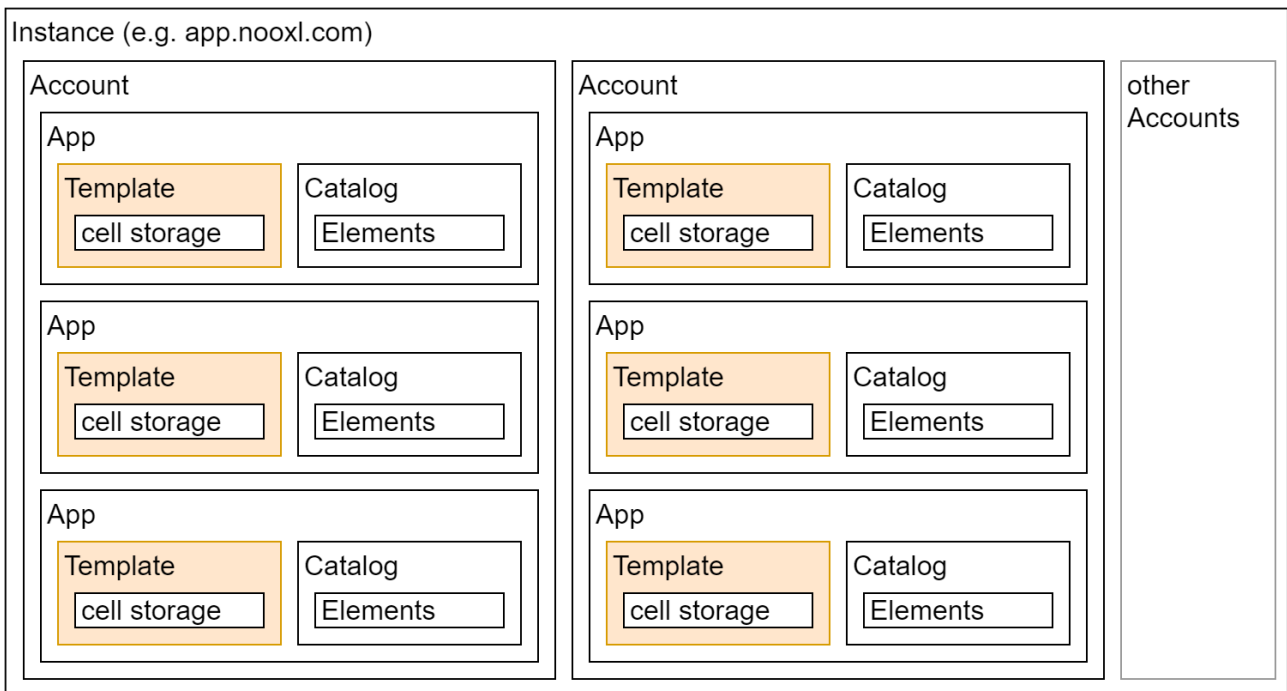 Instance (e.g. app.nooxl.com)
Account
App
Template
cell storage
Catalog
Elements
App
Template
cell storage
Catalog
Elements
App
Template
cell storage
Catalog
Elements
Account
App
Template
cell storage
Catalog
Elements
App
Template
cell storage
Catalog
Elements
App
Template
cell storage
Catalog
Elements
other
Accounts